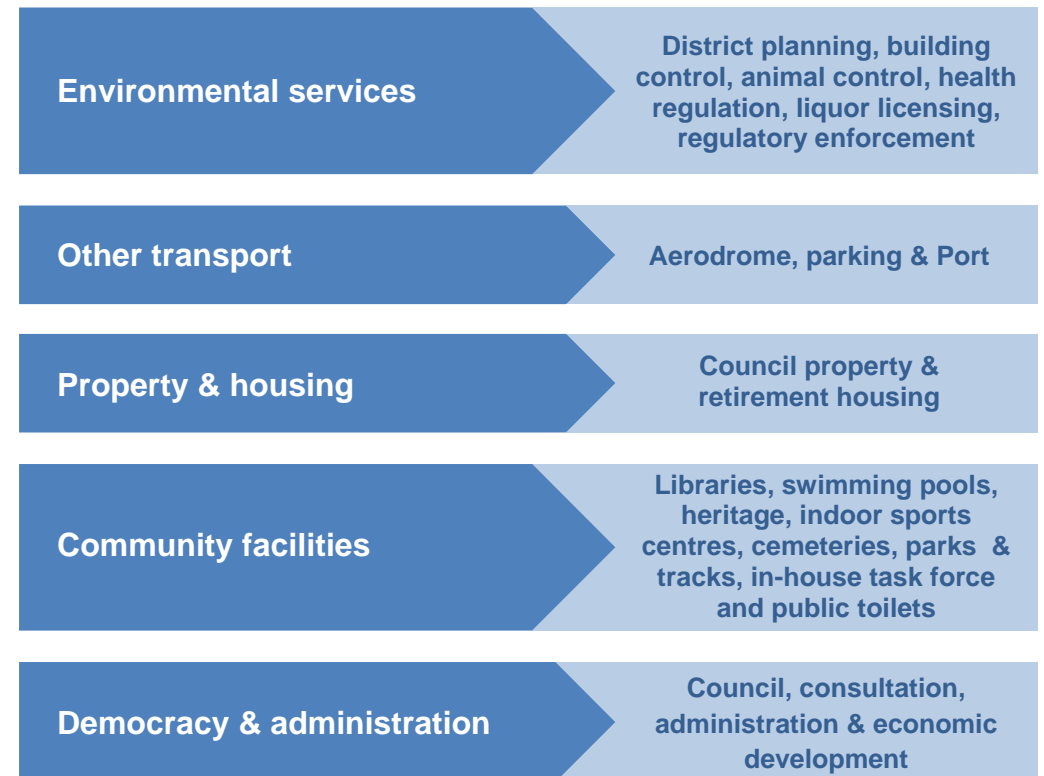 Environmental services
District planning, building
control, animal control, health
regulation, liquor licensing,
regulatory enforcement
Other transport
Aerodrome, parking & Port
Property & housing
Council property &
retirement housing
Community facilities
Libraries, swimming pools,
heritage, indoor sports
centres, cemeteries, parks  &
tracks, in-house task force
and public toilets
Democracy & administration
Council, consultation,
administration & economic
development